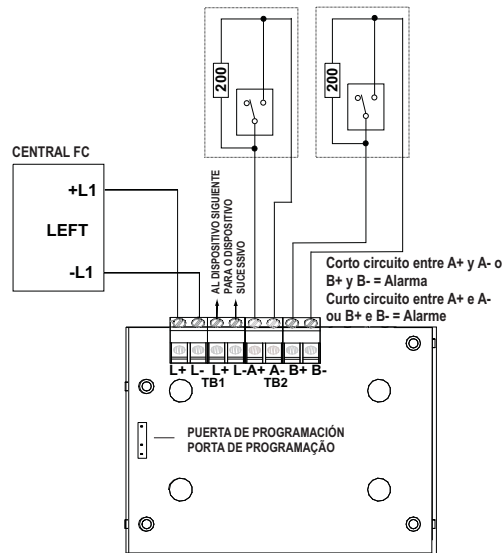 200
200
CENTRAL FC
+L1
LEFT
-L1
AL DISPOSITIVO SIGUIENTE
PARA O DISPOSITIVO
SUCESSIVO
Corto circuito entre A+ y A- o
B+ y B- = Alarma
Curto circuito entre A+ e A-
ou B+ e B- = Alarme
L+ L- L+ L- A+ A- B+ B-
TB1 TB2
PUERTA DE PROGRAMACIÓN
PORTA DE PROGRAMAÇÃO